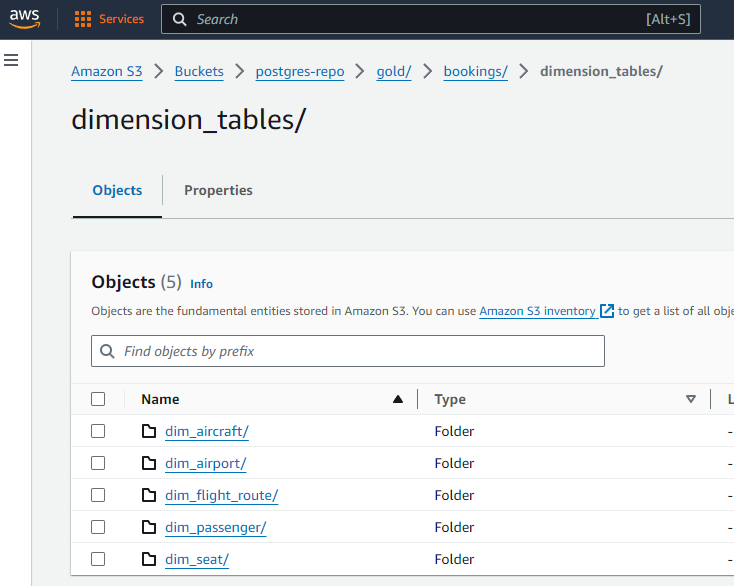 aws Services Search [Alt+S]
Amazon S3 > Buckets > postgres-repo > gold/ > bookings/ > dimension_tables/
dimension_tables/
Objects Properties
Objects (5) Info
Objects are the fundamental entities stored in Amazon S3. You can use Amazon S3 inventory to get a list of all obje
Find objects by prefix
Name Type L
dim_aircraft/ Folder -
dim_airport/ Folder -
dim_flight_route/ Folder -
dim_passenger/ Folder -
dim_seat/ Folder -